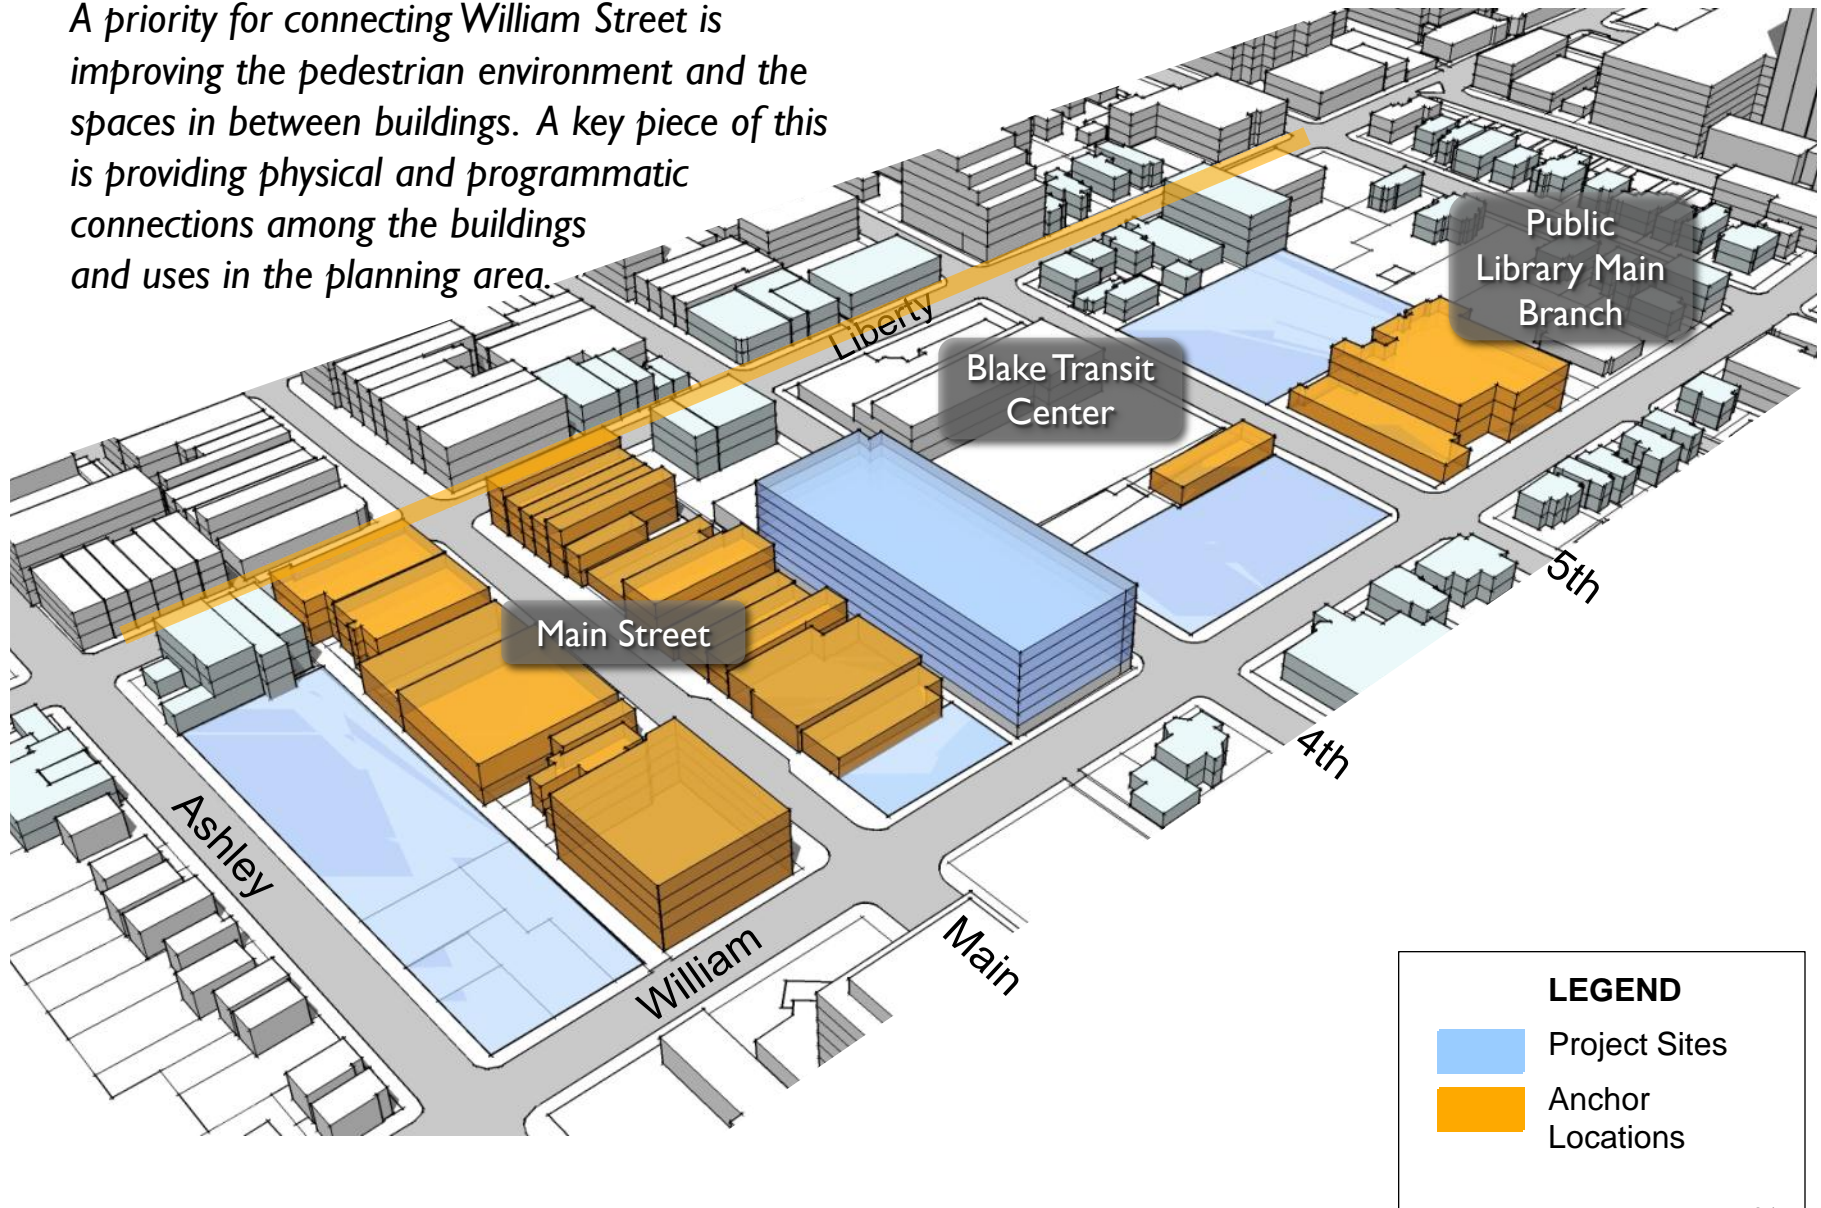 A priority for connecting William Street is
improving the pedestrian environment and the
spaces in between buildings. A key piece of this
is providing physical and programmatic
connections among the buildings
and uses in the planning area.
Public
Library Main
Branch
Liberty
Blake Transit
Center
Main Street
5th
4th
Ashley
William
Main
LEGEND
Project Sites
Anchor
Locations